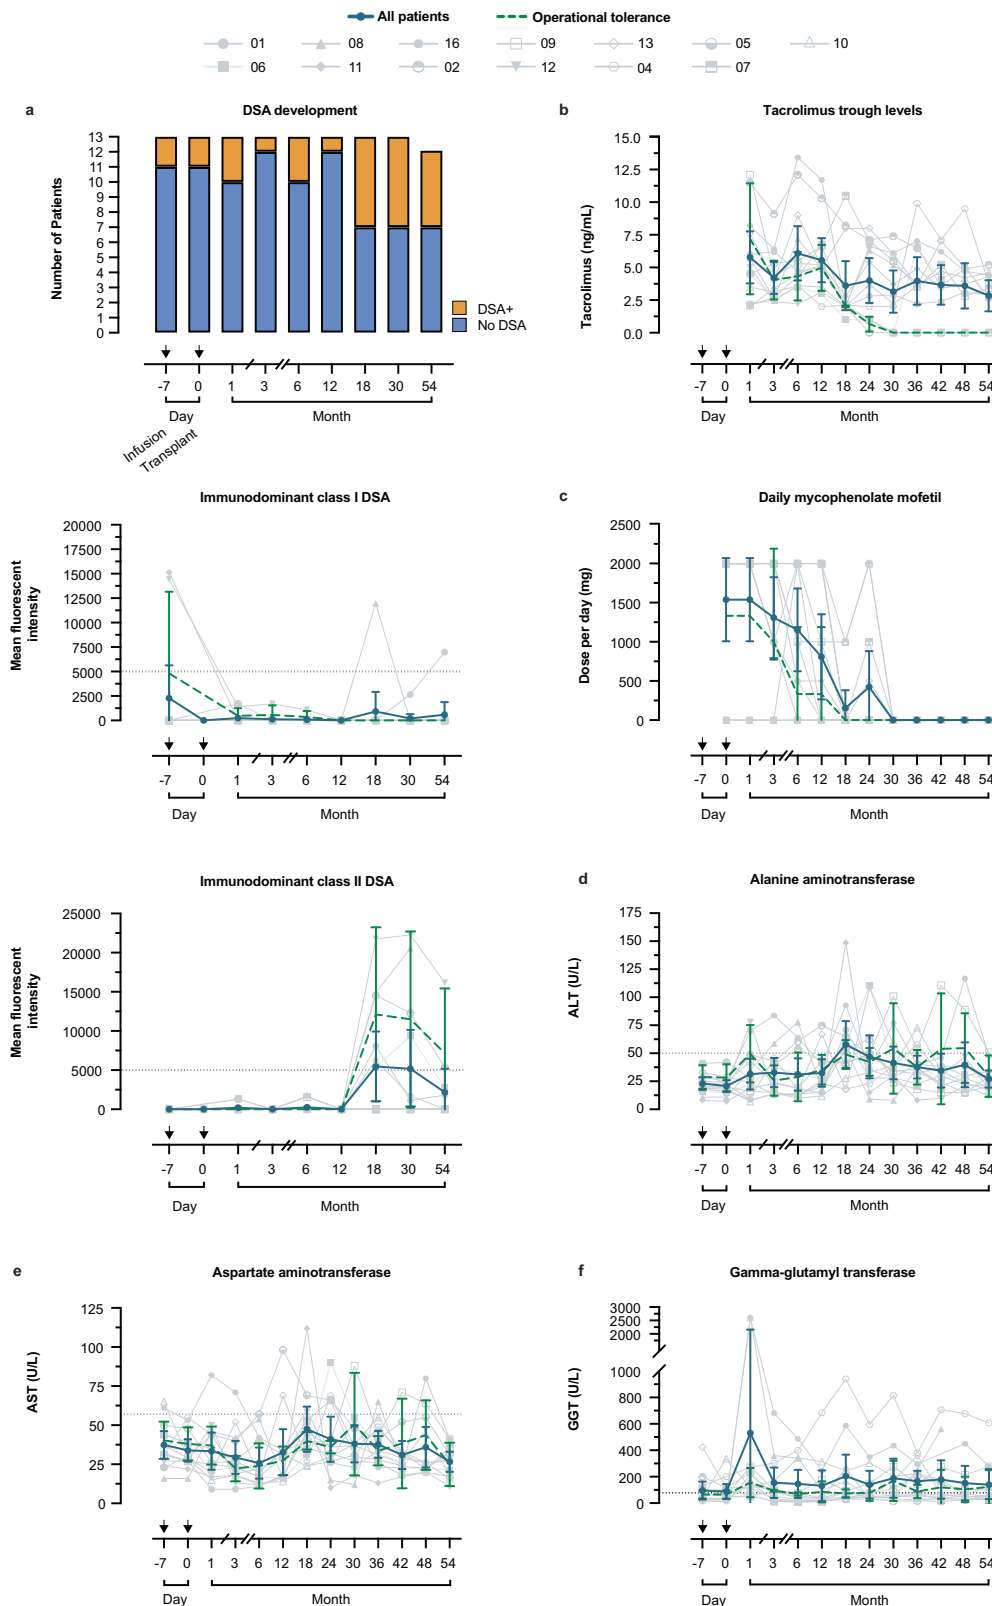 All patients Operational tolerance
01 08 16 09 13 05 10
06 11 02 12 04 07
a DSA development
Number of Patients
13
12
11
10
9
8
7
6
5
4
3
2
1
0
DSA+
No DSA
-7 0 1 3 6 12 18 30 54
Day Month
Infusion
Transplant
b Tacrolimus trough levels
Tacrolimus (ng/mL)
15.0
12.5
10.0
7.5
5.0
2.5
0.0
-7 0 1 3 6 12 18 24 30 36 42 48 54
Day Month
Immunodominant class I DSA
Mean fluorescent
intensity
20000
17500
15000
12500
10000
7500
5000
2500
0
-7 0 1 3 6 12 18 30 54
Day Month
c Daily mycophenolate mofetil
Dose per day (mg)
2500
2000
1500
1000
500
0
-7 0 1 3 6 12 18 24 30 36 42 48 54
Day Month
Immunodominant class II DSA
Mean fluorescent
intensity
25000
20000
15000
10000
5000
0
-7 0 1 3 6 12 18 30 54
Day Month
d Alanine aminotransferase
ALT (U/L)
175
150
125
100
75
50
25
0
-7 0 1 3 6 12 18 24 30 36 42 48 54
Day Month
e Aspartate aminotransferase
AST (U/L)
125
100
75
50
25
0
-7 0 1 3 6 12 18 24 30 36 42 48 54
Day Month
f Gamma-glutamyl transferase
GGT (U/L)
3000
2500
2000
1000
800
600
400
200
0
-7 0 1 3 6 12 18 24 30 36 42 48 54
Day Month